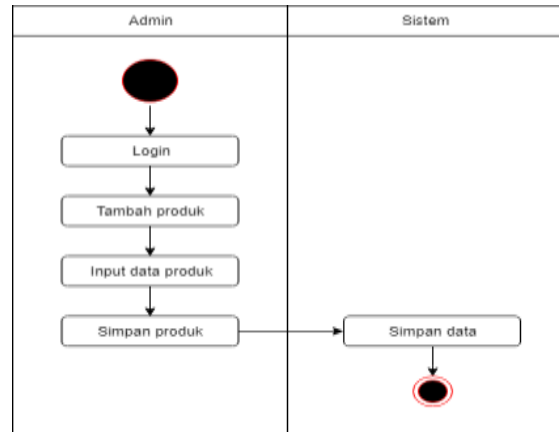 Admin
Sistem
Login
Tambah produk
Input data produk
Simpan produk
Simpan data